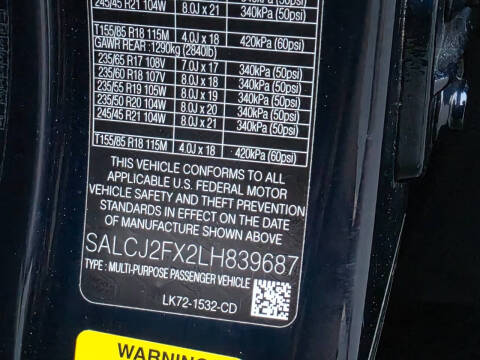 245/45 R21 104W 8.0J x 21 340kPa (50psi)
T155/85 R18 115M 4.0J x 18 420kPa (60psi)
GAWR REAR :1290kg (2840lb)
235/65 R17 108V 7.0J x 17 340kPa (50psi)
235/60 R18 107V 8.0J x 18 340kPa (50psi)
235/55 R19 105W 8.0J x 19 340kPa (50psi)
235/50 R20 104W 8.0J x 20 340kPa (50psi)
245/45 R21 104W 8.0J x 21 340kPa (50psi)
T155/85 R18 115M 4.0J x 18 420kPa (60psi)
THIS VEHICLE CONFORMS TO ALL
APPLICABLE U.S. FEDERAL MOTOR
VEHICLE SAFETY AND THEFT PREVENTION
STANDARDS IN EFFECT ON THE DATE
OF MANUFACTURE SHOWN ABOVE
SALCJ2FX2LH839687
TYPE : MULTI-PURPOSE PASSENGER VEHICLE
LK72-1532-CD
WARNING